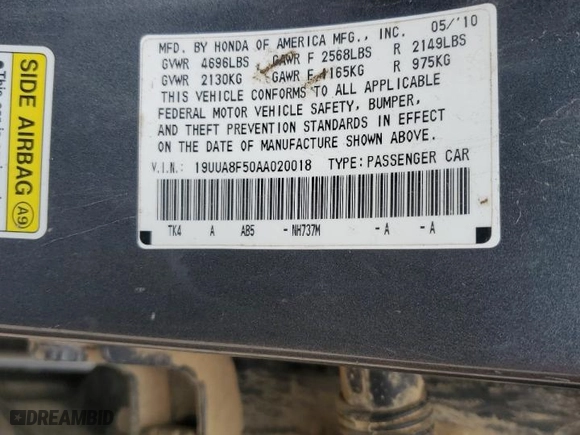 MFD. BY HONDA OF AMERICA MFG., INC. 05/'10
GVWR 4696LBS GAWR F 2568LBS R 2149LBS
GVWR 2130KG GAWR F 1165KG R 975KG
THIS VEHICLE CONFORMS TO ALL APPLICABLE
FEDERAL MOTOR VEHICLE SAFETY, BUMPER,
AND THEFT PREVENTION STANDARDS IN EFFECT
ON THE DATE OF MANUFACTURE SHOWN ABOVE.
V.I.N.: 19UUA8F50AA020018 TYPE: PASSENGER CAR
TK4 A AB5 - NH737M - A - A
SIDE AIRBAG A9
DREAMBID